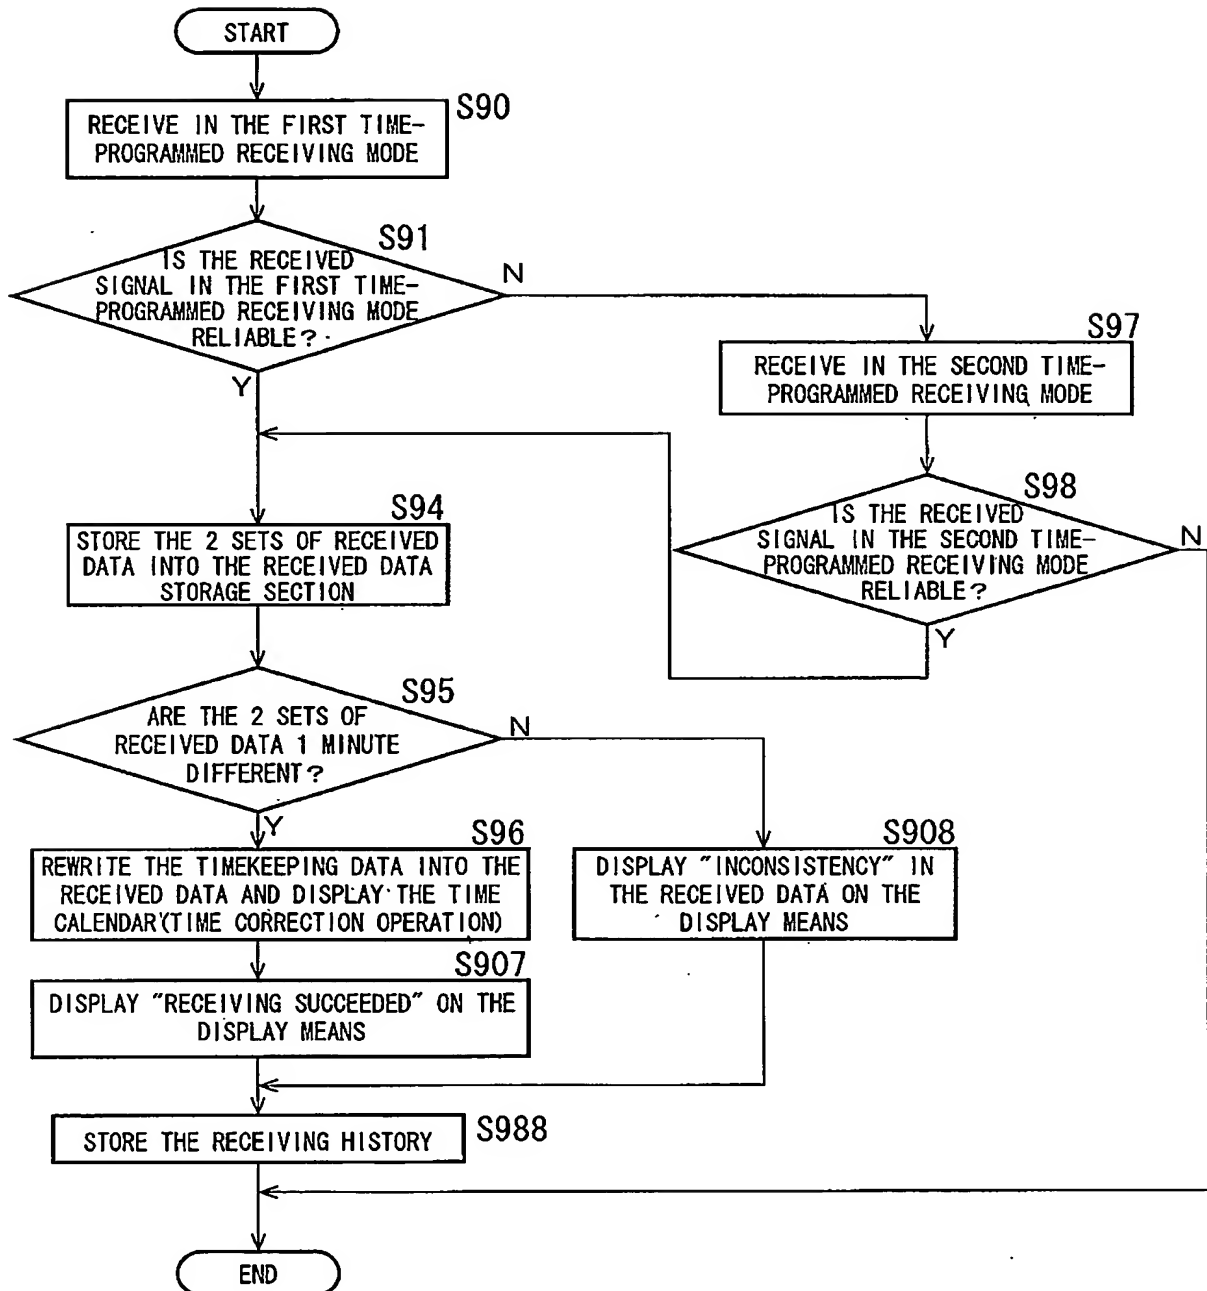 START
S90
RECEIVE IN THE FIRST TIME-
PROGRAMMED RECEIVING MODE
S91
IS THE RECEIVED
SIGNAL IN THE FIRST TIME-
PROGRAMMED RECEIVING MODE
RELIABLE?
N
Y
S97
RECEIVE IN THE SECOND TIME-
PROGRAMMED RECEIVING MODE
S98
IS THE RECEIVED
SIGNAL IN THE SECOND TIME-
PROGRAMMED RECEIVING MODE
RELIABLE?
N
Y
S94
STORE THE 2 SETS OF RECEIVED
DATA INTO THE RECEIVED DATA
STORAGE SECTION
S95
ARE THE 2 SETS OF
RECEIVED DATA 1 MINUTE
DIFFERENT?
N
Y
S96
REWRITE THE TIMEKEEPING DATA INTO THE
RECEIVED DATA AND DISPLAY THE TIME
CALENDAR(TIME CORRECTION OPERATION)
S908
DISPLAY "INCONSISTENCY" IN
THE RECEIVED DATA ON THE
DISPLAY MEANS
S907
DISPLAY "RECEIVING SUCCEEDED" ON THE
DISPLAY MEANS
STORE THE RECEIVING HISTORY
S988
END